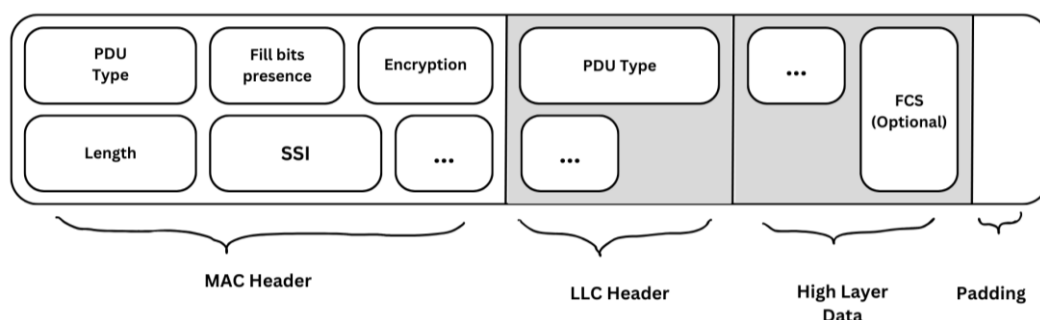 PDU
Type
Fill bits
presence
Encryption
PDU Type
...
FCS
(Optional)
Length
SSI
...
...
MAC Header
LLC Header
High Layer
Data
Padding